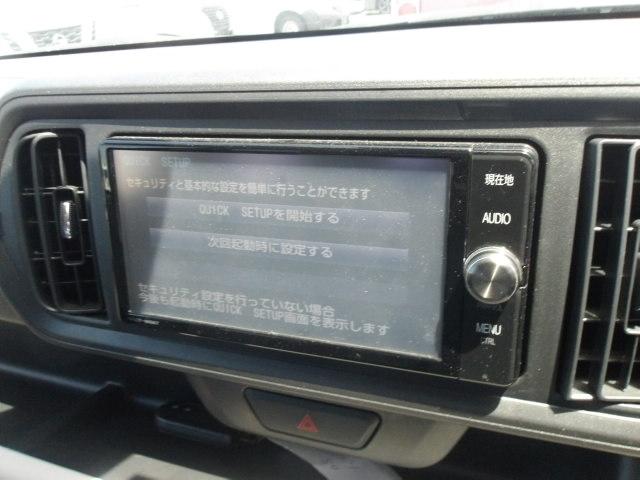 QUICK SETUP
セキュリティと基本的な設定を簡単に行うことができます
QUICK SETUPを開始する
次回起動時に設定する
セキュリティ設定を行っていない場合
今後も起動時にQUICK SETUP画面を表示します
現在地
AUDIO
MENU
CTRL